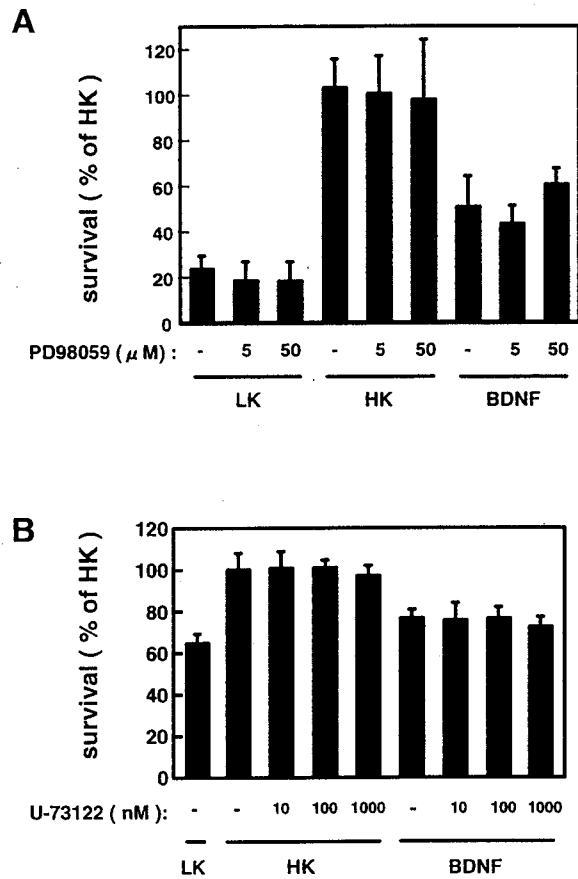 A
survival ( % of HK )
120
100
80
60
40
20
0
PD98059 ( μ M) : - 5 50 - 5 50 - 5 50
LK HK BDNF
B
survival ( % of HK )
120
100
80
60
40
20
0
U-73122 ( nM ) : - - 10 100 1000 - 10 100 1000
LK HK BDNF